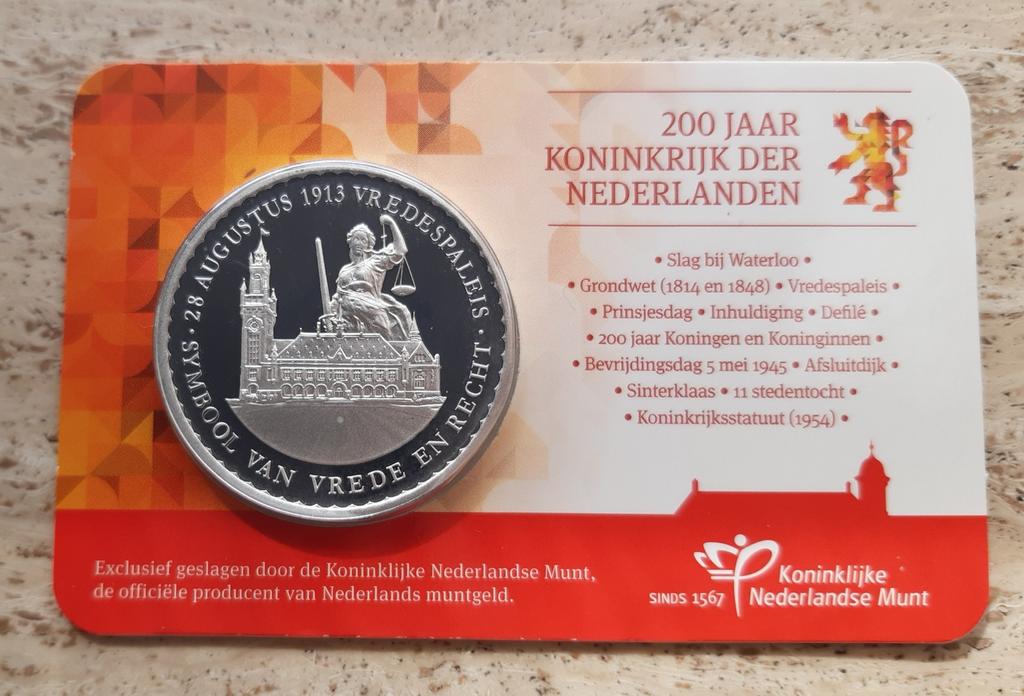 28 AUGUSTUS 1913 VREDESPALEIS · SYMBOOL VAN VREDE EN RECHT ·
200 JAAR
KONINKRIJK DER
NEDERLANDEN
• Slag bij Waterloo •
• Grondwet (1814 en 1848) • Vredespaleis •
• Prinsjesdag • Inhuldiging • Defilé •
• 200 jaar Koningen en Koninginnen •
• Bevrijdingsdag 5 mei 1945 • Afsluitdijk •
• Sinterklaas • 11 stedentocht •
• Koninkrijksstatuut (1954) •
Exclusief geslagen door de Koninklijke Nederlandse Munt,
de officiële producent van Nederlands muntgeld.
SINDS 1567
Koninklijke
Nederlandse Munt